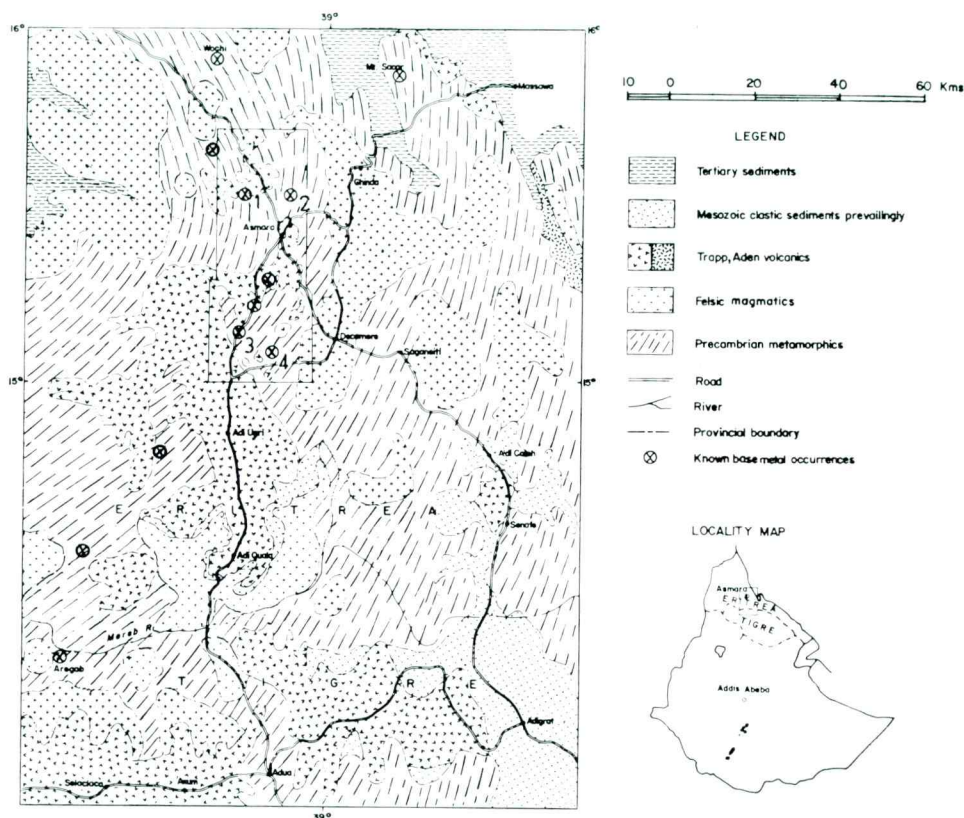 39°
16°
16°
Wochi
Mt. Saaor
Massawa
Ghinda
1
2
Asmara
3
4
Decamere
Saganeiti
15°
15°
Adi Ugri
Adi Caieh
E R I T R E A
Senafe
Adi Quala
Mareb R.
Aragab
T I G R E
Adigrat
Selaclaca
Axum
Adua
39°
10 0 20 40 60 Kms
LEGEND
Tertiary sediments
Mesozoic clastic sediments prevailingly
Trapp, Aden volcanics
Felsic magmatics
Precambrian metamorphics
Road
River
Provincial boundary
Known base metal occurrences
LOCALITY MAP
Asmara
ERITREA
TIGRE
Addis Abeba